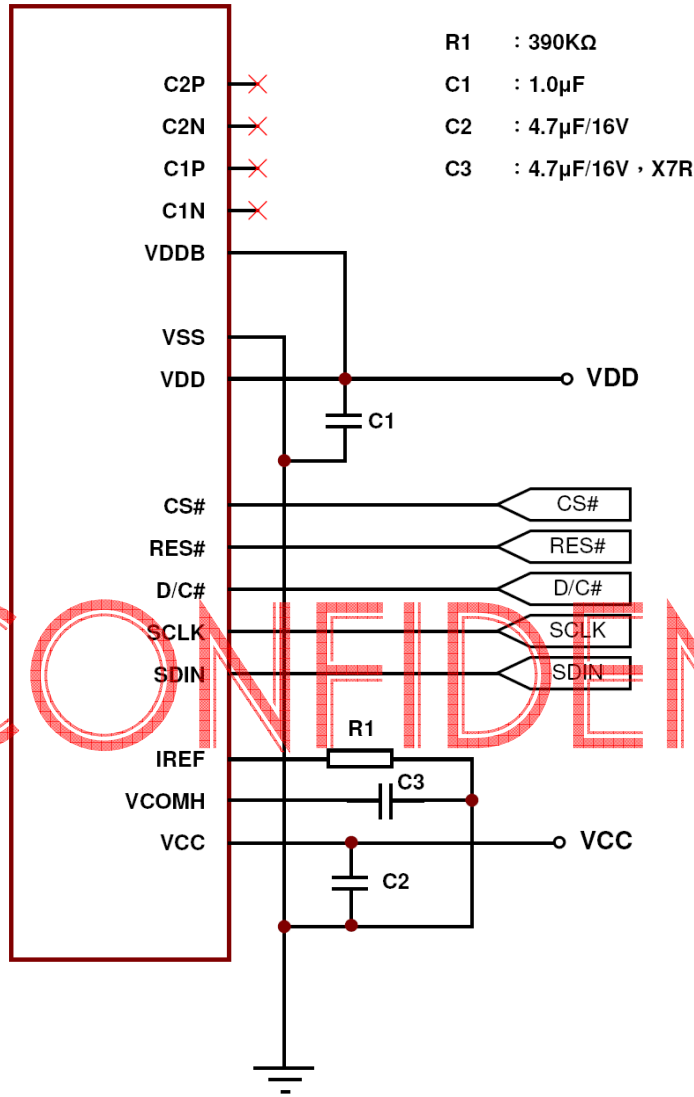 R1 : 390KΩ
C1 : 1.0µF
C2 : 4.7µF/16V
C3 : 4.7µF/16V，X7R
C2P
C2N
C1P
C1N
VDDB
VSS
VDD
VDD
C1
CS#
CS#
RES#
RES#
D/C#
D/C#
SCLK
SCLK
SDIN
SDIN
CONFIDEN
R1
IREF
C3
VCOMH
VCC
VCC
C2